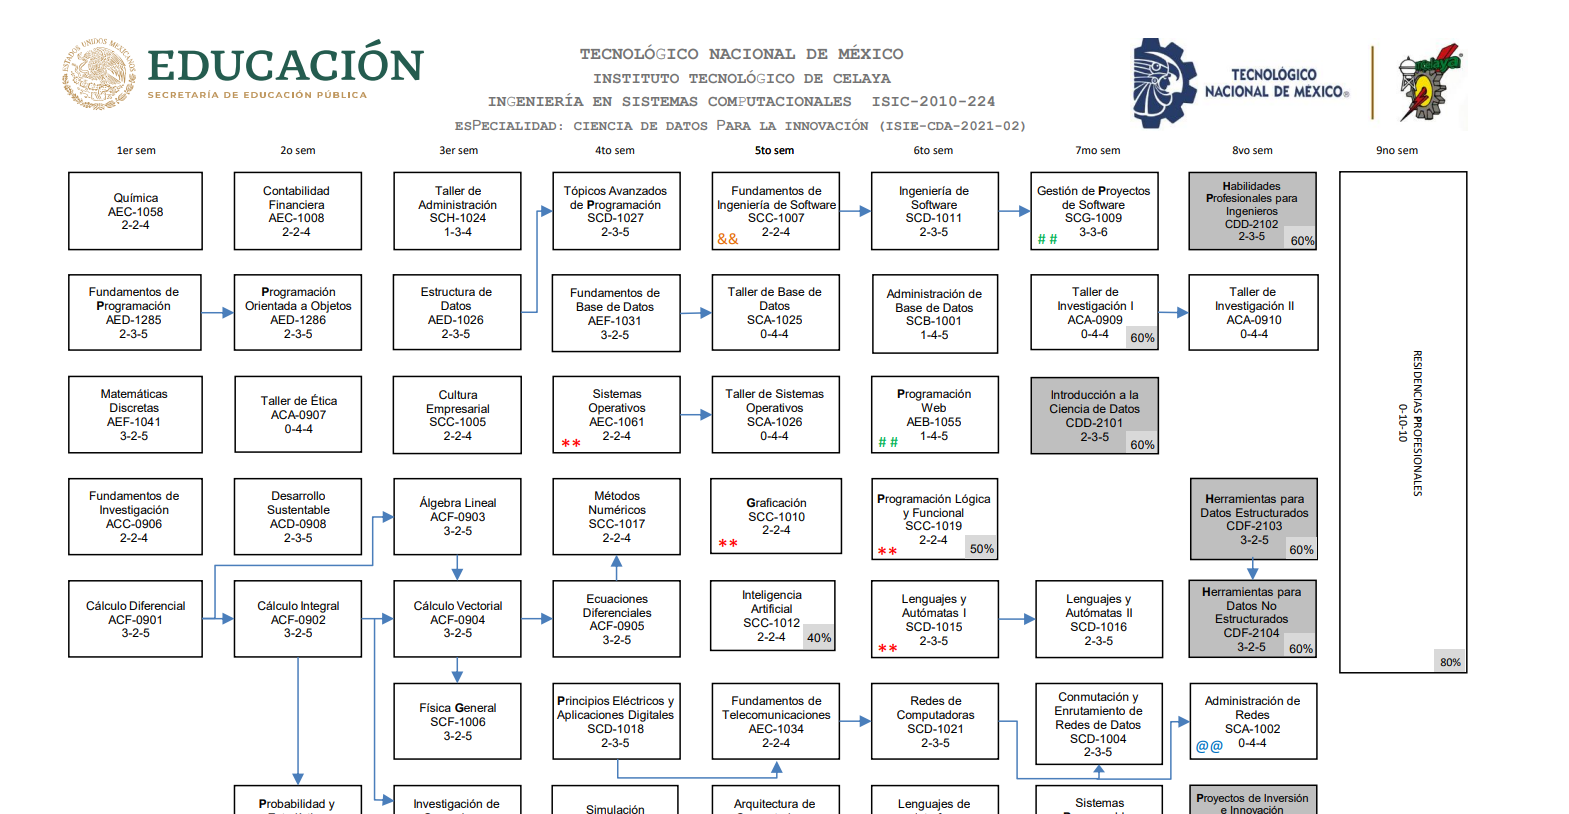 ESTADOS UNIDOS MEXICANOS
EDUCACIÓN
SECRETARÍA DE EDUCACIÓN PÚBLICA
TECNOLÓGICO NACIONAL DE MÉXICO
INSTITUTO TECNOLÓGICO DE CELAYA
INGENIERÍA EN SISTEMAS COMPUTACIONALES ISIC-2010-224
ESPECIALIDAD: CIENCIA DE DATOS PARA LA INNOVACIÓN (ISIE-CDA-2021-02)
TECNOLÓGICO
NACIONAL DE MÉXICO®
Celaya
1er sem
2o sem
3er sem
4to sem
5to sem
6to sem
7mo sem
8vo sem
9no sem
Química
AEC-1058
2-2-4
Contabilidad
Financiera
AEC-1008
2-2-4
Taller de
Administración
SCH-1024
1-3-4
Tópicos Avanzados
de Programación
SCD-1027
2-3-5
Fundamentos de
Ingeniería de Software
SCC-1007
&& 2-2-4
Ingeniería de
Software
SCD-1011
2-3-5
Gestión de Proyectos
de Software
SCG-1009
3-3-6
##
Habilidades
Profesionales para
Ingenieros
CDD-2102
2-3-5
60%
Fundamentos de
Programación
AED-1285
2-3-5
Programación
Orientada a Objetos
AED-1286
2-3-5
Estructura de
Datos
AED-1026
2-3-5
Fundamentos de
Base de Datos
AEF-1031
3-2-5
Taller de Base de
Datos
SCA-1025
0-4-4
Administración de
Base de Datos
SCB-1001
1-4-5
Taller de
Investigación I
ACA-0909
0-4-4
60%
Taller de
Investigación II
ACA-0910
0-4-4
RESIDENCIAS PROFESIONALES
0-10-10
80%
Matemáticas
Discretas
AEF-1041
3-2-5
Taller de Ética
ACA-0907
0-4-4
Cultura
Empresarial
SCC-1005
2-2-4
Sistemas
Operativos
AEC-1061
2-2-4
**
Taller de Sistemas
Operativos
SCA-1026
0-4-4
Programación
Web
AEB-1055
1-4-5
##
Introducción a la
Ciencia de Datos
CDD-2101
2-3-5
60%
Fundamentos de
Investigación
ACC-0906
2-2-4
Desarrollo
Sustentable
ACD-0908
2-3-5
Álgebra Lineal
ACF-0903
3-2-5
Métodos
Numéricos
SCC-1017
2-2-4
Graficación
SCC-1010
2-2-4
**
Programación Lógica
y Funcional
SCC-1019
2-2-4
** 50%
Herramientas para
Datos Estructurados
CDF-2103
3-2-5
60%
Cálculo Diferencial
ACF-0901
3-2-5
Cálculo Integral
ACF-0902
3-2-5
Cálculo Vectorial
ACF-0904
3-2-5
Ecuaciones
Diferenciales
ACF-0905
3-2-5
Inteligencia
Artificial
SCC-1012
2-2-4 40%
Lenguajes y
Autómatas I
SCD-1015
2-3-5
**
Lenguajes y
Autómatas II
SCD-1016
2-3-5
Herramientas para
Datos No
Estructurados
CDF-2104
3-2-5 60%
Física General
SCF-1006
3-2-5
Principios Eléctricos y
Aplicaciones Digitales
SCD-1018
2-3-5
Fundamentos de
Telecomunicaciones
AEC-1034
2-2-4
Redes de
Computadoras
SCD-1021
2-3-5
Conmutación y
Enrutamiento de
Redes de Datos
SCD-1004
2-3-5
Administración de
Redes
SCA-1002
@@ 0-4-4
Probabilidad y
Investigación de
Simulación
Arquitectura de
Lenguajes de
Sistemas
Proyectos de Inversión
e Innovación